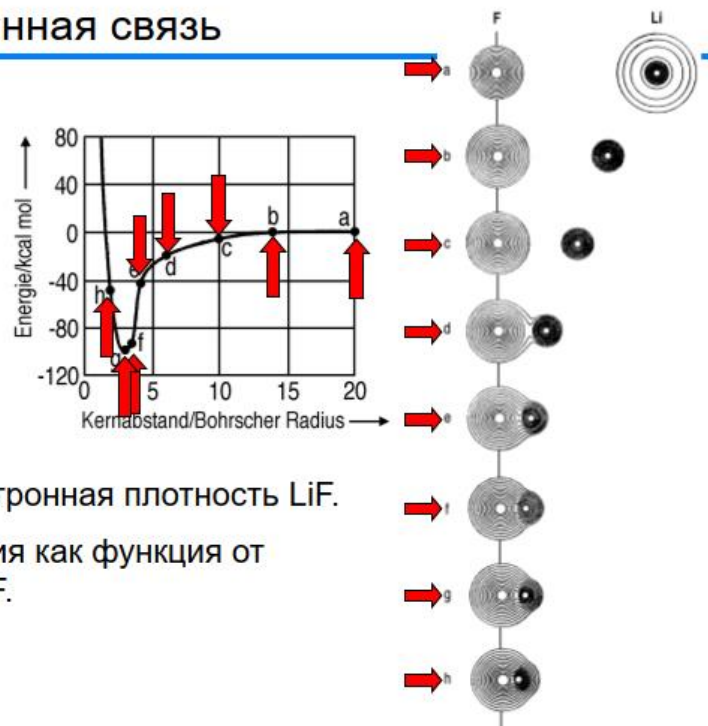 нная связь
F Li
a
b
c
d
e
f
g
h
Energie/kcal mol
80
40
0
-40
-80
-120
0 5 10 15 20
a
b
c
d
e
f
g
h
Kernabstand/Bohrscher Radius
тронная плотность LiF.
ия как функция от
F.